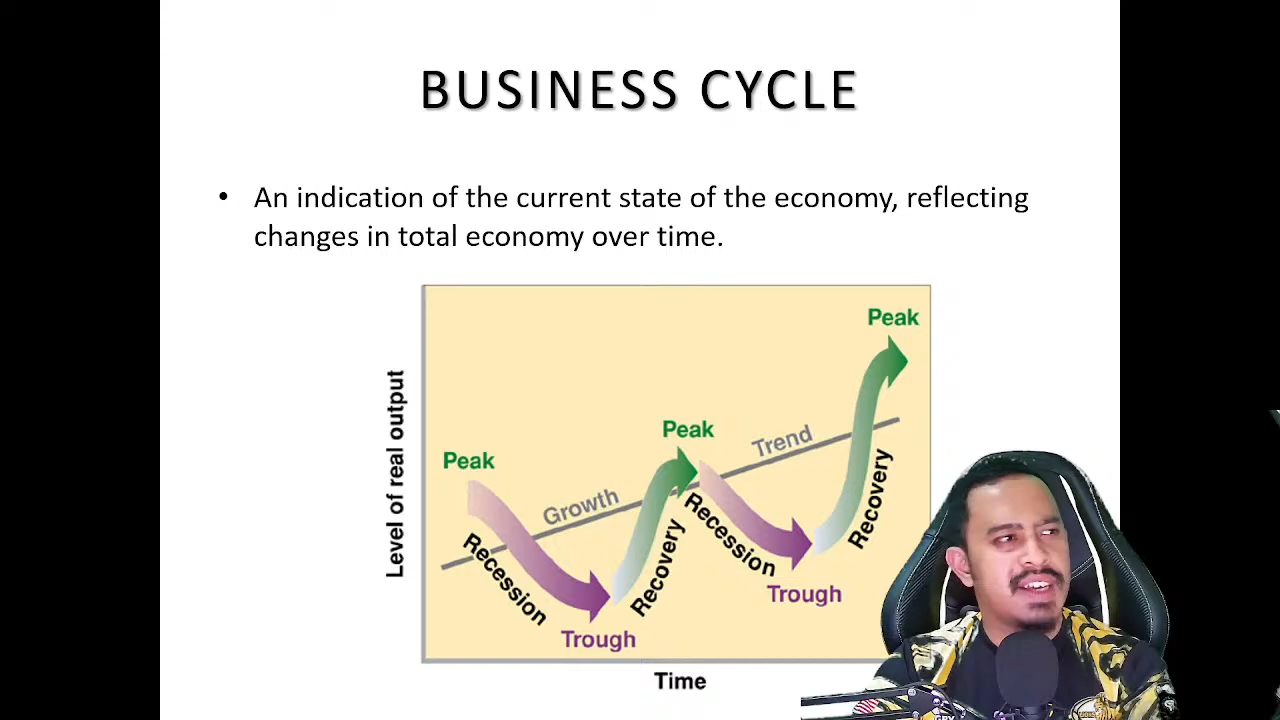 BUSINESS CYCLE
• An indication of the current state of the economy, reflecting
changes in total economy over time.
Peak
Peak
Trend
Peak
Growth
Level of real output
Recession
Recovery
Recession
Recovery
Trough
Trough
Time